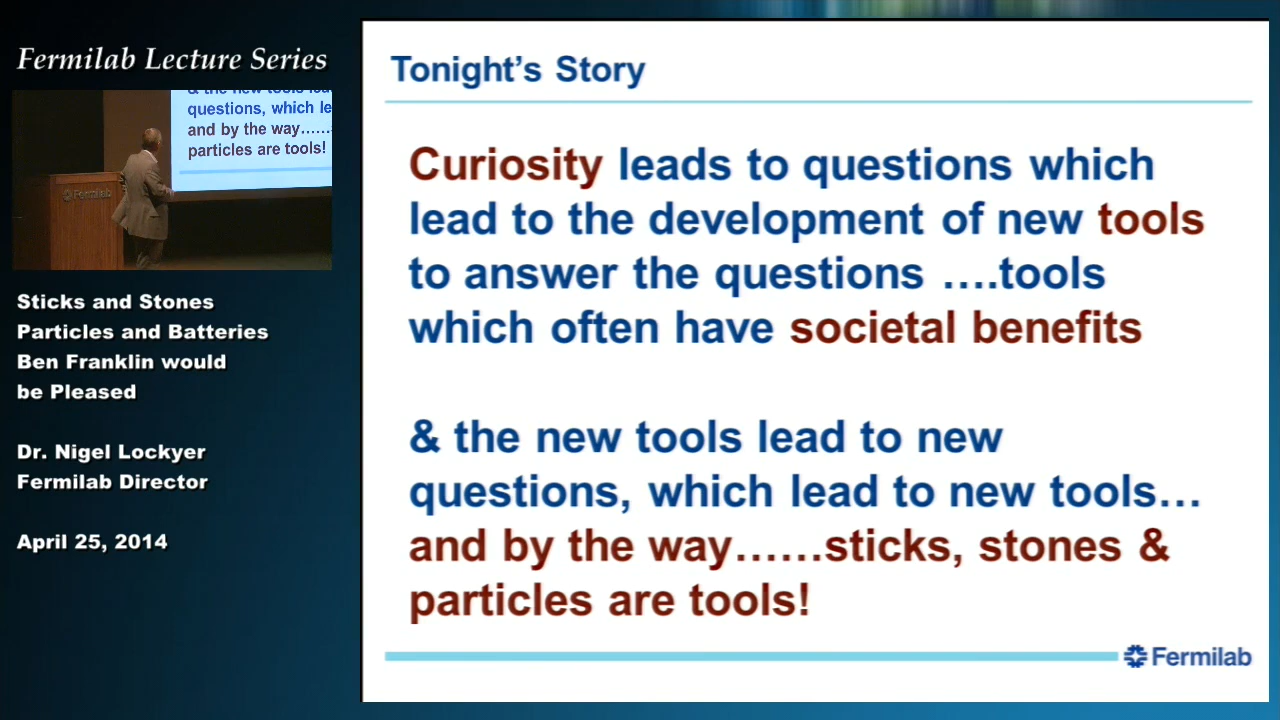 Fermilab Lecture Series
& the new tools lea
questions, which le
and by the way……
particles are tools!
Fermilab
Sticks and Stones
Particles and Batteries
Ben Franklin would
be Pleased
Dr. Nigel Lockyer
Fermilab Director
April 25, 2014
Tonight's Story
Curiosity leads to questions which
lead to the development of new tools
to answer the questions ….tools
which often have societal benefits
& the new tools lead to new
questions, which lead to new tools…
and by the way……sticks, stones &
particles are tools!
Fermilab